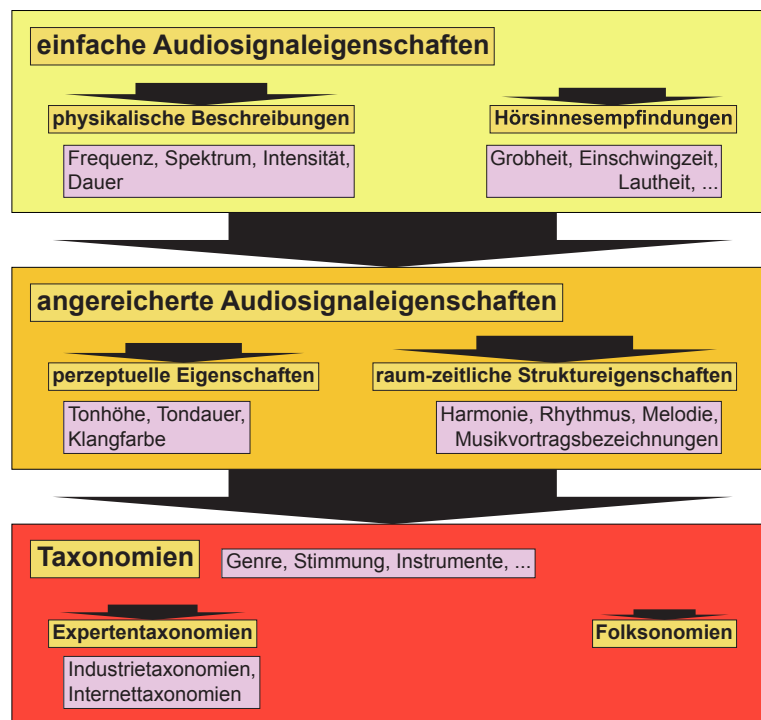 einfache Audiosignaleigenschaften
physikalische Beschreibungen
Frequenz, Spektrum, Intensität,
Dauer
Hörsinnesempfindungen
Grobheit, Einschwingzeit,
Lautheit, ...
angereicherte Audiosignaleigenschaften
perzeptuelle Eigenschaften
Tonhöhe, Tondauer,
Klangfarbe
raum-zeitliche Struktureigenschaften
Harmonie, Rhythmus, Melodie,
Musikvortragsbezeichnungen
Taxonomien
Genre, Stimmung, Instrumente, ...
Expertentaxonomien
Industrietaxonomien,
Internettaxonomien
Folksonomien